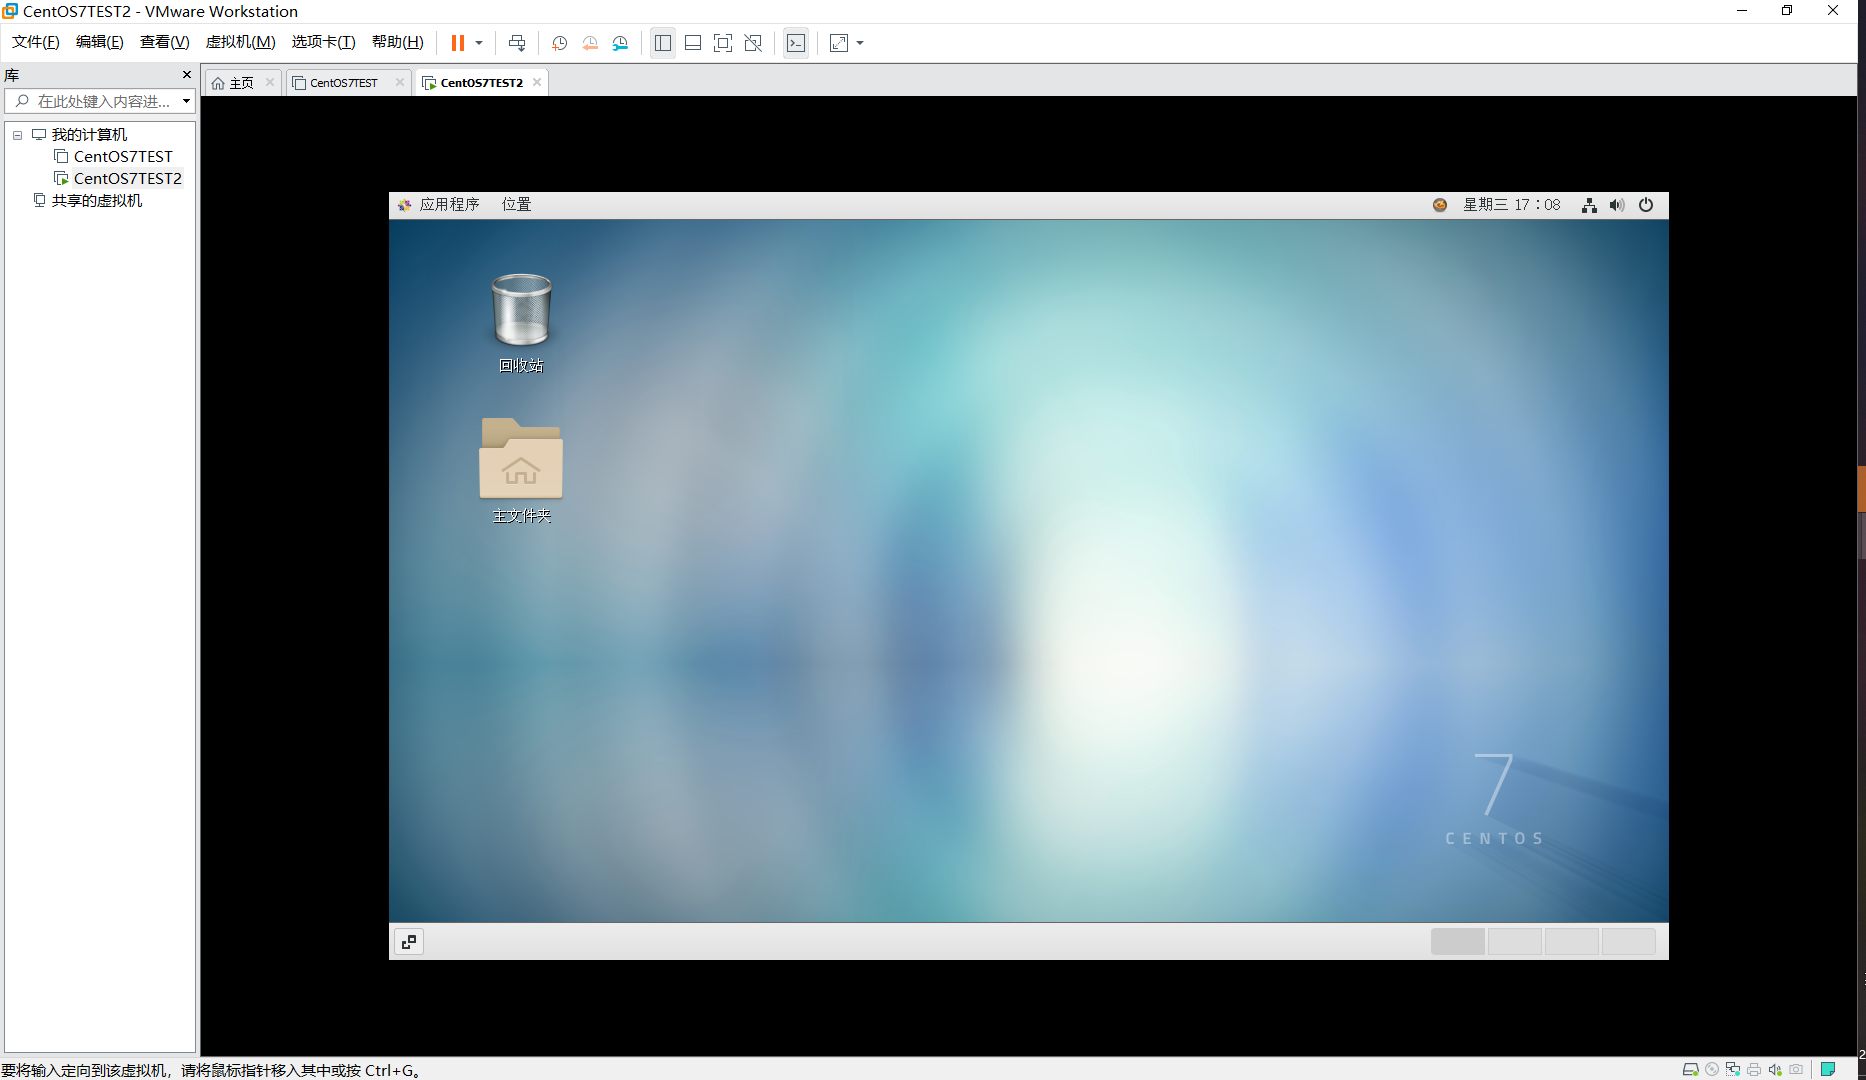 CentOS7TEST2 - VMware Workstation
文件(F) 编辑(E) 查看(V) 虚拟机(M) 选项卡(T) 帮助(H)
库
在此处键入内容进...
主页 CentOS7TEST CentOS7TEST2
我的计算机
CentOS7TEST
CentOS7TEST2
共享的虚拟机
应用程序 位置 星期三 17:08
回收站
主文件夹
7
CENTOS
要将输入定向到该虚拟机，请将鼠标指针移入其中或按 Ctrl+G。
2